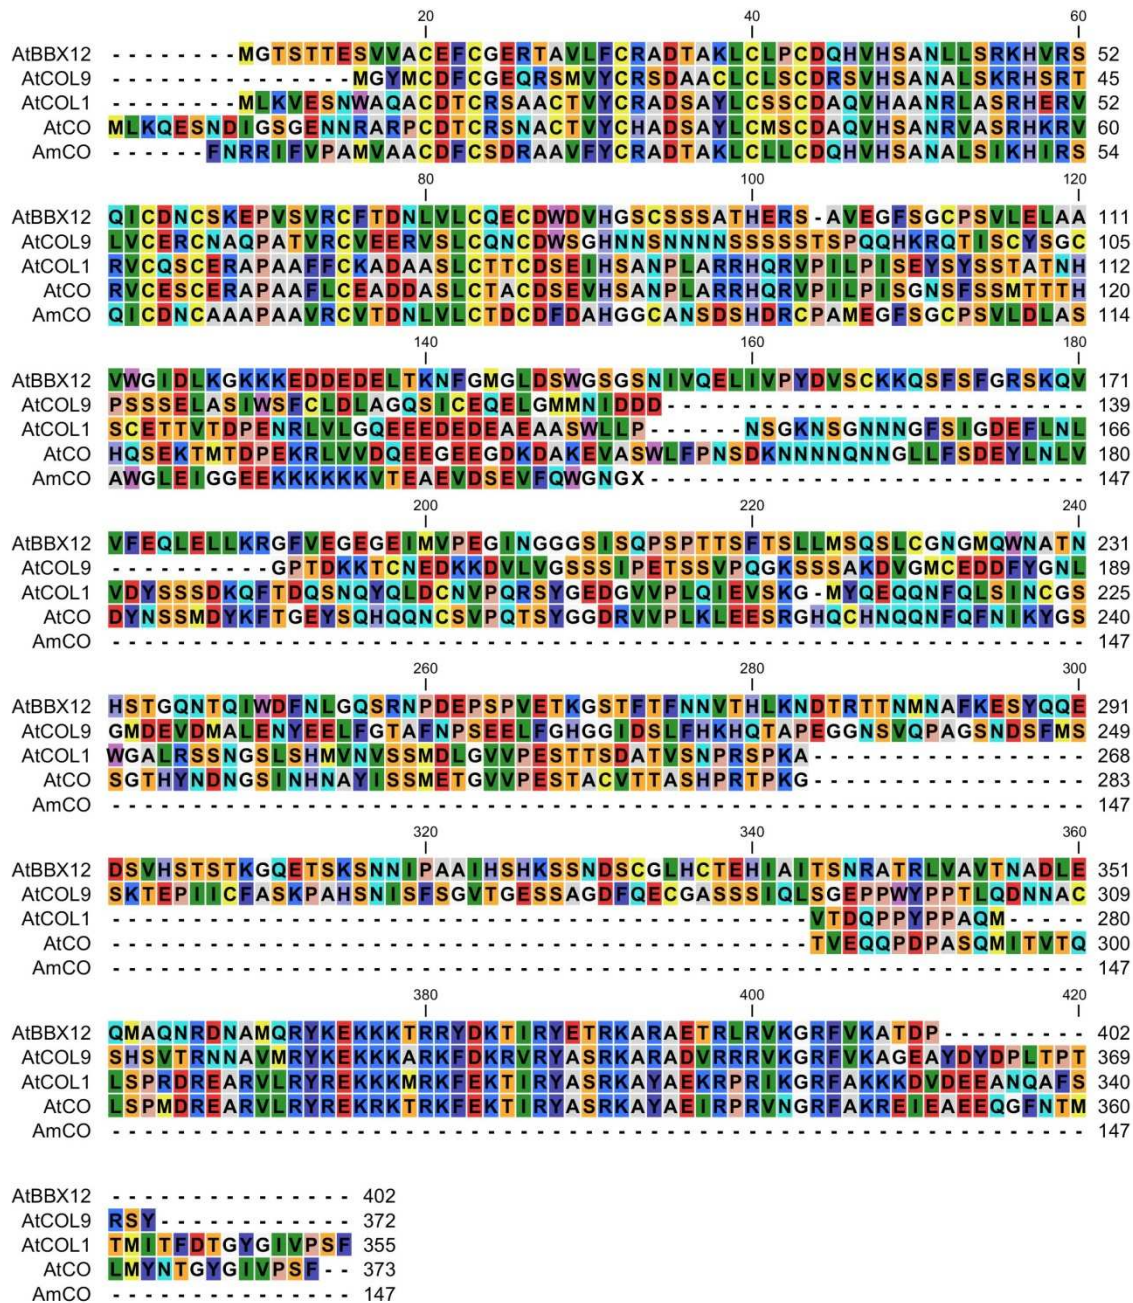 20 40 60
AtBBX12 --------MGTSTTESVVACEFCGERTAVLFCRADTAKLCLPCDQHVHSANLLSRKHVRS 52
AtCOL9 ---------------MGYMCDFCGEQRSMVYCRSDAACLCLSCDRSVHSANALSKRHSRT 45
AtCOL1 --------MLKVESNWAQACDTCRSAACTVYCRADSAYLCSSCDAQVHAANRLASRHERV 52
AtCO MLKQESNDIGSGENNRARPCDTCRSNACTVYCHADSAYLCMSCDAQVHSANRVASRHKRV 60
AmCO ------FNRRIFVPAMVAACDFCSDRAAVFYCRADTAKLCLLCDQHVHSANALSIKHIRS 54
80 100 120
AtBBX12 QICDNCSKEPVSVRCFTDNLVLCQECDWDVHGSCSSSATHERS-AVEGFSGCPSVLELAA 111
AtCOL9 LVCERCNAQPATVRCVEERVSLCQNCDWSGHNNSNNNNSSSSSTSPQQHKRQTISCYSGC 105
AtCOL1 RVCQSCERAPAAFFCKADAASLCTTCDSEIHSANPLARRHQRVPILPISEYSYSSTATNH 112
AtCO RVCESCERAPAAFLCEADDASLCTACDSEVHSANPLARRHQRVPILPISGNSFSSMTTTH 120
AmCO QICDNCAAAPAAVRCVTDNLVLCTDCDFDAHGGCANSDSHDRCPAMEGFSGCPSVLDLAS 114
140 160 180
AtBBX12 VWGIDLKGKKKEDDEDELTKNFGMGLDSWGSGSNIVQELIVPYDVSCKKQSFSFGRSKQV 171
AtCOL9 PSSSELASIWSFCLDLAGQSICEQELGMMNIDDD-------------------------- 139
AtCOL1 SCETTVTDPENRLVLGQEEEDEDEAEAASWLLP------NSGKNSGNNNGFSIGDEFLNL 166
AtCO HQSEKTMTDPEKRLVVDQEEGEEGDKDAKEVASWLFPNSDKNNNNQNNGLLFSDEYLNLV 180
AmCO AWGLEIGGEEKKKKKKVTEAEVDSEVFQWGNGX--------------------------- 147
200 220 240
AtBBX12 VFEQLELLKRGFVEGEGEIMVPEGINGGGSISQPSPTTSFTSLLMSQSLCGNGMQWNATN 231
AtCOL9 ----------GPTDKKTCNEDKKDVLVGSSSIPETSSVPQGKSSSAKDVGMCEDDFYGNL 189
AtCOL1 VDYSSSDKQFTDQSNQYQLDCNVPQRSYGEDGVVPLQIEVSKG-MYQEQQNFQLSINCGS 225
AtCO DYNSSMDYKFTGEYSQHQQNCSVPQTSYGGDRVVPLKLEESRGHQCHNQQNFQFNIKYGS 240
AmCO ------------------------------------------------------------ 147
260 280 300
AtBBX12 HSTGQNTQIWDFNLGQSRNPDEPSPVETKGSTFTFNNVTHLKNDTRTTNMNAFKESYQQE 291
AtCOL9 GMDEVDMALENYEELFGTAFNPSEELFGHGGIDSLFHKHQTAPEGGNSVQPAGSNDSFMS 249
AtCOL1 WGALRSSNGSLSHMVNVSSMDLGVVPESTTSDATVSNPRSPKA----------------- 268
AtCO SGTHYNDNGSINHNAYISSMETGVVPESTACVTTASHPRTPKG----------------- 283
AmCO ------------------------------------------------------------ 147
320 340 360
AtBBX12 DSVHSTSTKGQETSKSNNIPAAIHSHKSSNDSCGLHCTEHIAITSNRATRLVAVTNADLE 351
AtCOL9 SKTEPIICFASKPAHSNISFSGVTGESSAGDFQECGASSSIQLSGEPPWYPPTLQDNNAC 309
AtCOL1 -------------------------------------------VTDQPPYPPAQM----- 280
AtCO -------------------------------------------TVEQQPDPASQMITVTQ 300
AmCO ------------------------------------------------------------ 147
380 400 420
AtBBX12 QMAQNRDNAMQRYKEKKKTRRYDKTIRYETRKARAETRLRVKGRFVKATDP--------- 402
AtCOL9 SHSVTRNNAVMRYKEKKKARKFDKRVRYASRKARADVRRRVKGRFVKAGEAYDYDPLTPT 369
AtCOL1 LSPRDREARVLRYREKKKMRKFEKTIRYASRKAYAEKRPRIKGRFAKKKDVDEEANQAFS 340
AtCO LSPMDREARVLRYREKRKTRKFEKTIRYASRKAYAEIRPRVNGRFAKREIEAEEQGFNTM 360
AmCO ------------------------------------------------------------ 147
AtBBX12 --------------- 402
AtCOL9 RSY------------ 372
AtCOL1 TMITFDTGYGIVPSF 355
AtCO LMYNTGYGIVPSF-- 373
AmCO --------------- 147